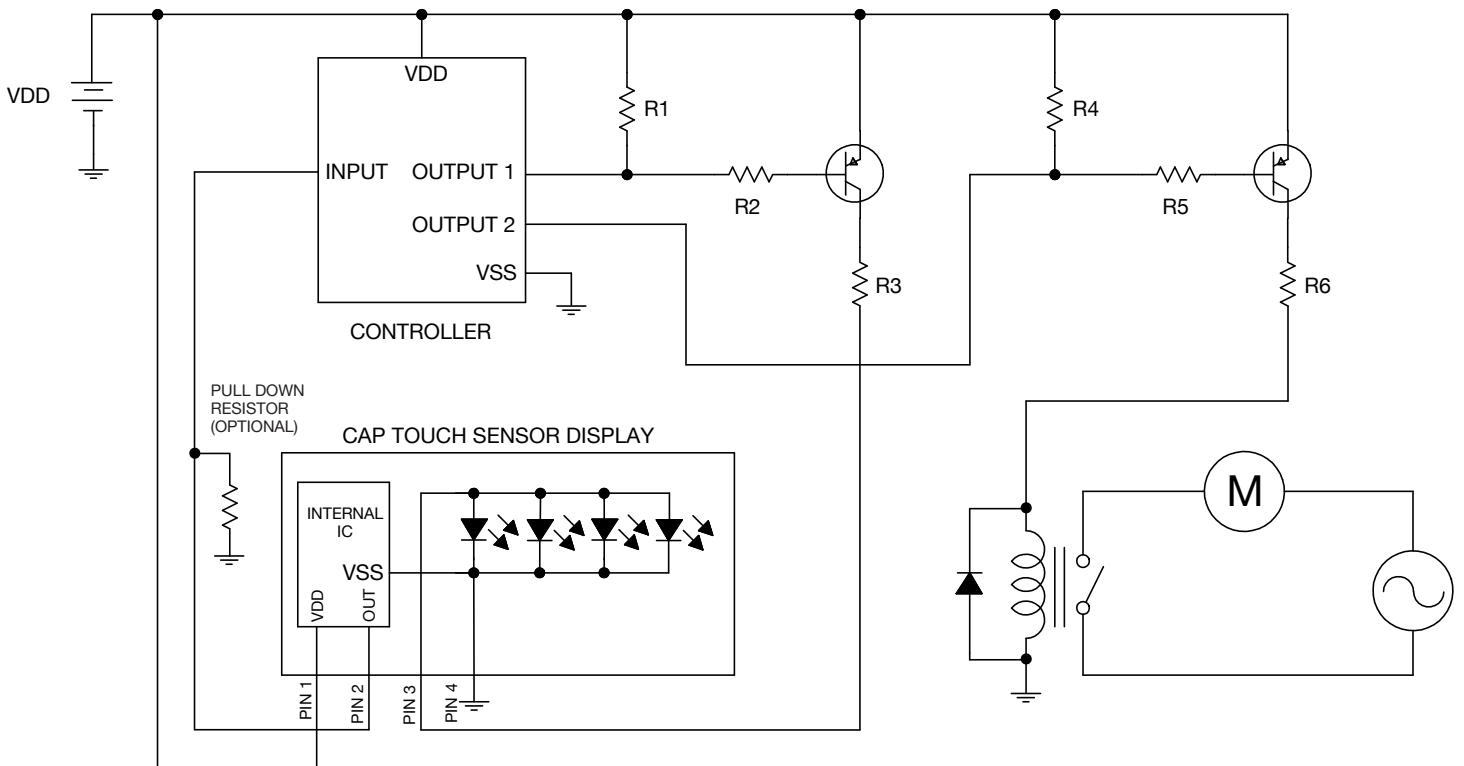 VDD
VDD
INPUT
OUTPUT 1
OUTPUT 2
VSS
CONTROLLER
R1
R2
R3
R4
R5
R6
PULL DOWN
RESISTOR
(OPTIONAL)
CAP TOUCH SENSOR DISPLAY
INTERNAL
IC
VSS
VDD
OUT
PIN 1
PIN 2
PIN 3
PIN 4
M